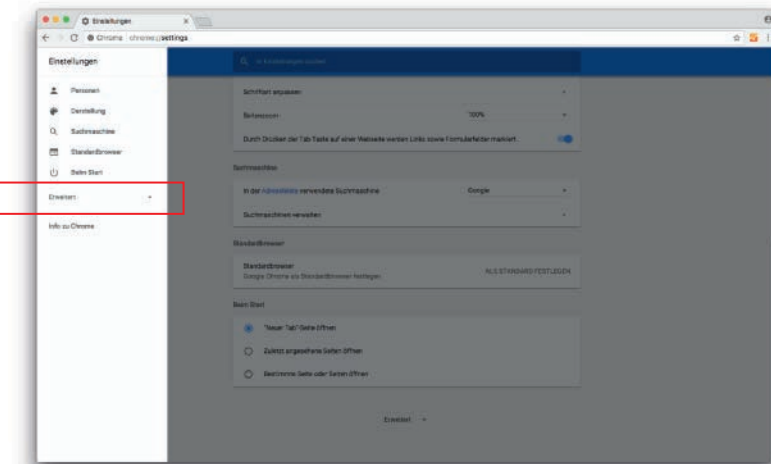 Einstellungen
Chrome chrome://settings
Einstellungen
In Einstellungen suchen
Personen
Darstellung
Suchmaschine
Standardbrowser
Beim Start
Erweitert
Info zu Chrome
Schriftart anpassen
Seitenzoom 100%
Durch Drücken der Tab-Taste auf einer Webseite werden Links sowie Formularfelder markiert.
Suchmaschine
In der Adressleiste verwendete Suchmaschine Google
Suchmaschinen verwalten
Standardbrowser
Standardbrowser
Google Chrome als Standardbrowser festlegen
ALS STANDARD FESTLEGEN
Beim Start
"Neuer Tab"-Seite öffnen
Zuletzt angesehene Seiten öffnen
Bestimmte Seite oder Seiten öffnen
Erweitert